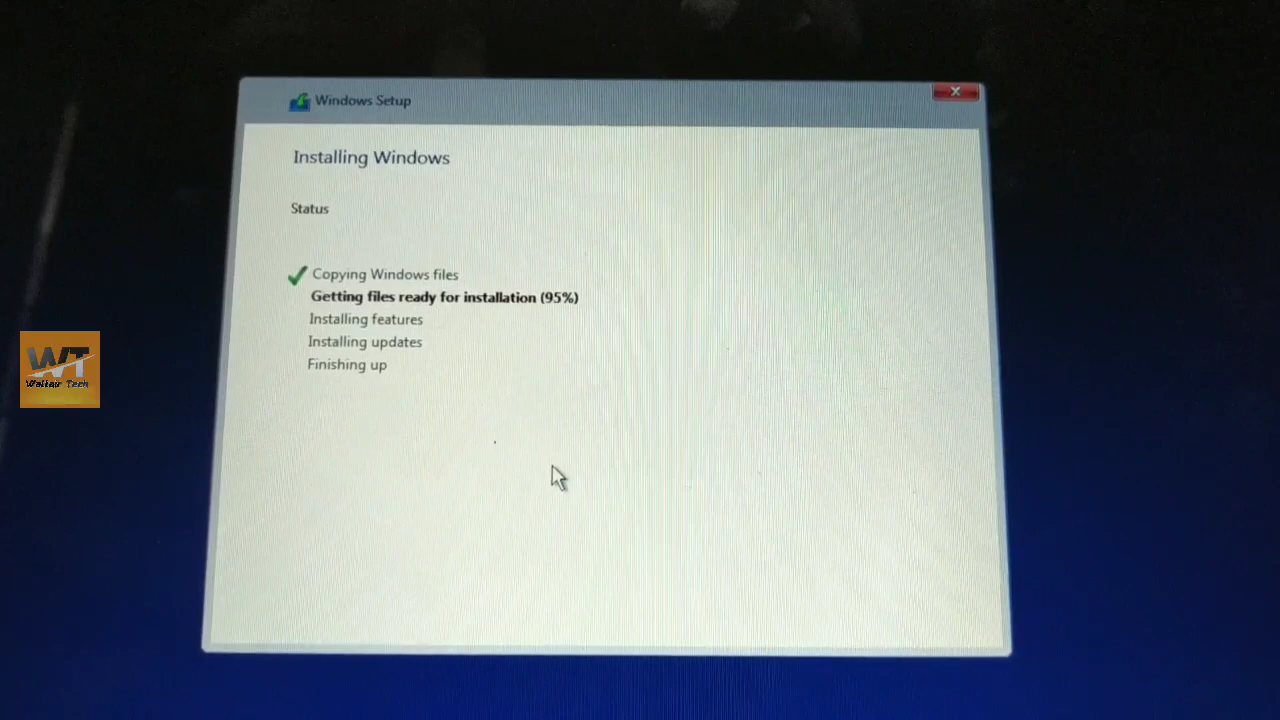 Windows Setup
Installing Windows
Status
Copying Windows files
Getting files ready for installation (95%)
Installing features
Installing updates
Finishing up
WT
Waltair Tech